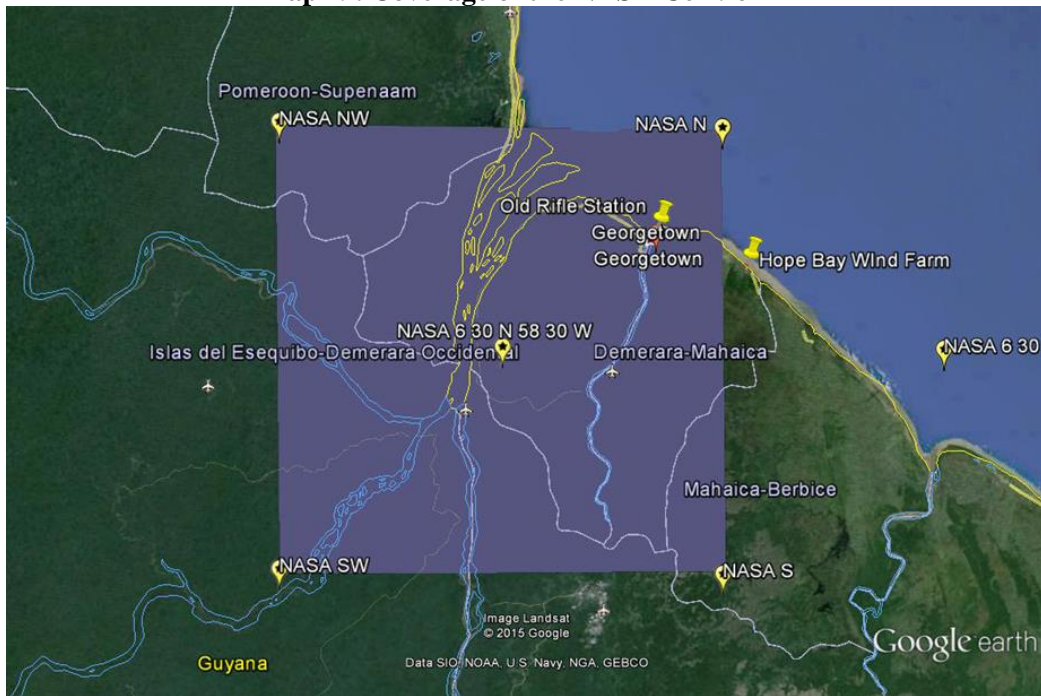 Pomeroon-Supenaam
NASA NW
NASA N
Old Rifle Station
Georgetown
Georgetown
Hope Bay WInd Farm
NASA 6 30 N 58 30 W
Islas del Esequibo-Demerara Occidental
Demerara-Mahaica
NASA 6 30
Mahaica-Berbice
NASA SW
NASA S
Image Landsat
© 2015 Google
Data SIO, NOAA, U.S. Navy, NGA, GEBCO
Guyana
Google earth